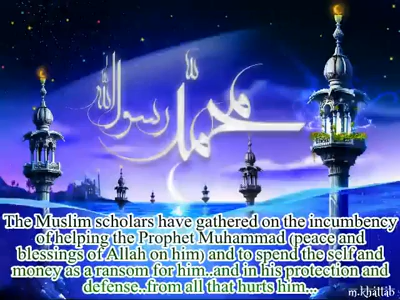 محمد رسول الله
The Muslim scholars have gathered on the incumbency
of helping the Prophet Muhammad (peace and
blessings of Allah on him) and to spend the self and
money as a ransom for him..and in his protection and
defense..from all that hurts him...
m.khattab